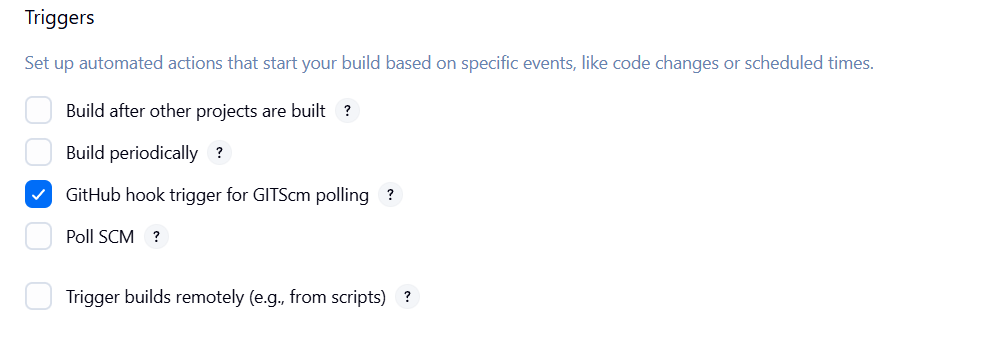 Triggers
Set up automated actions that start your build based on specific events, like code changes or scheduled times.
Build after other projects are built ?
Build periodically ?
GitHub hook trigger for GITScm polling ?
Poll SCM ?
Trigger builds remotely (e.g., from scripts) ?